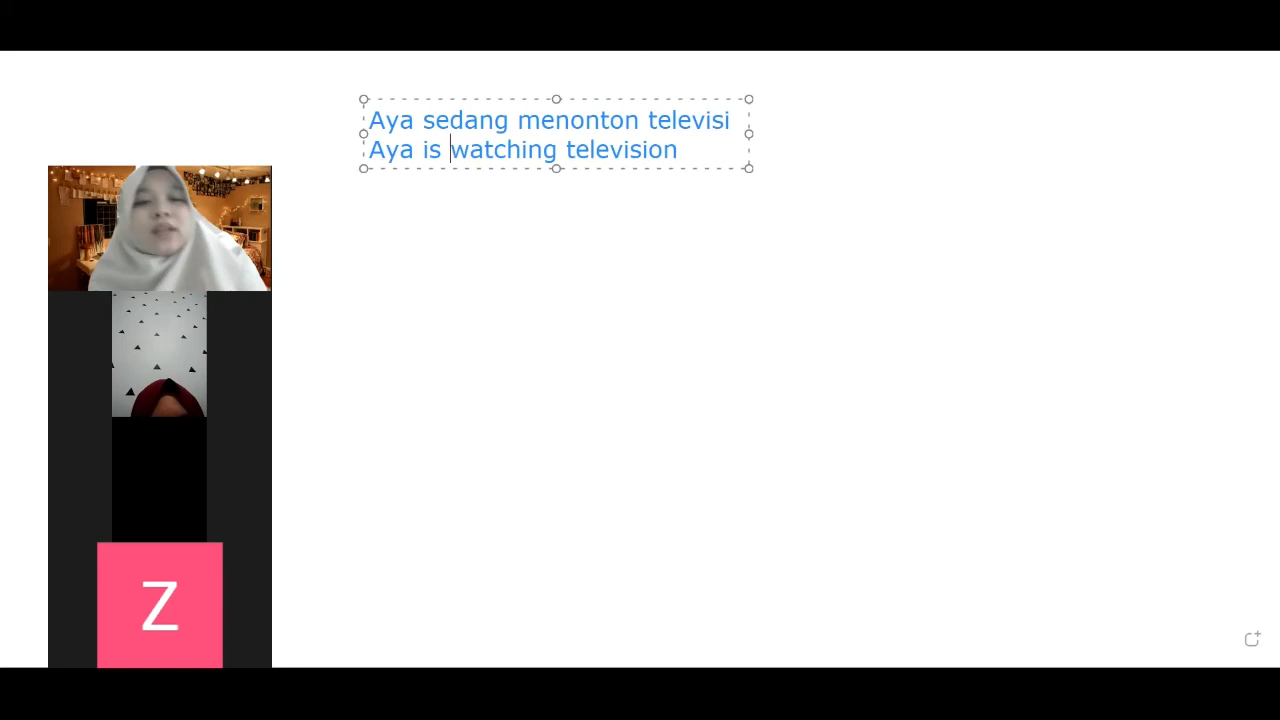 Aya sedang menonton televisi
Aya is watching television
Z